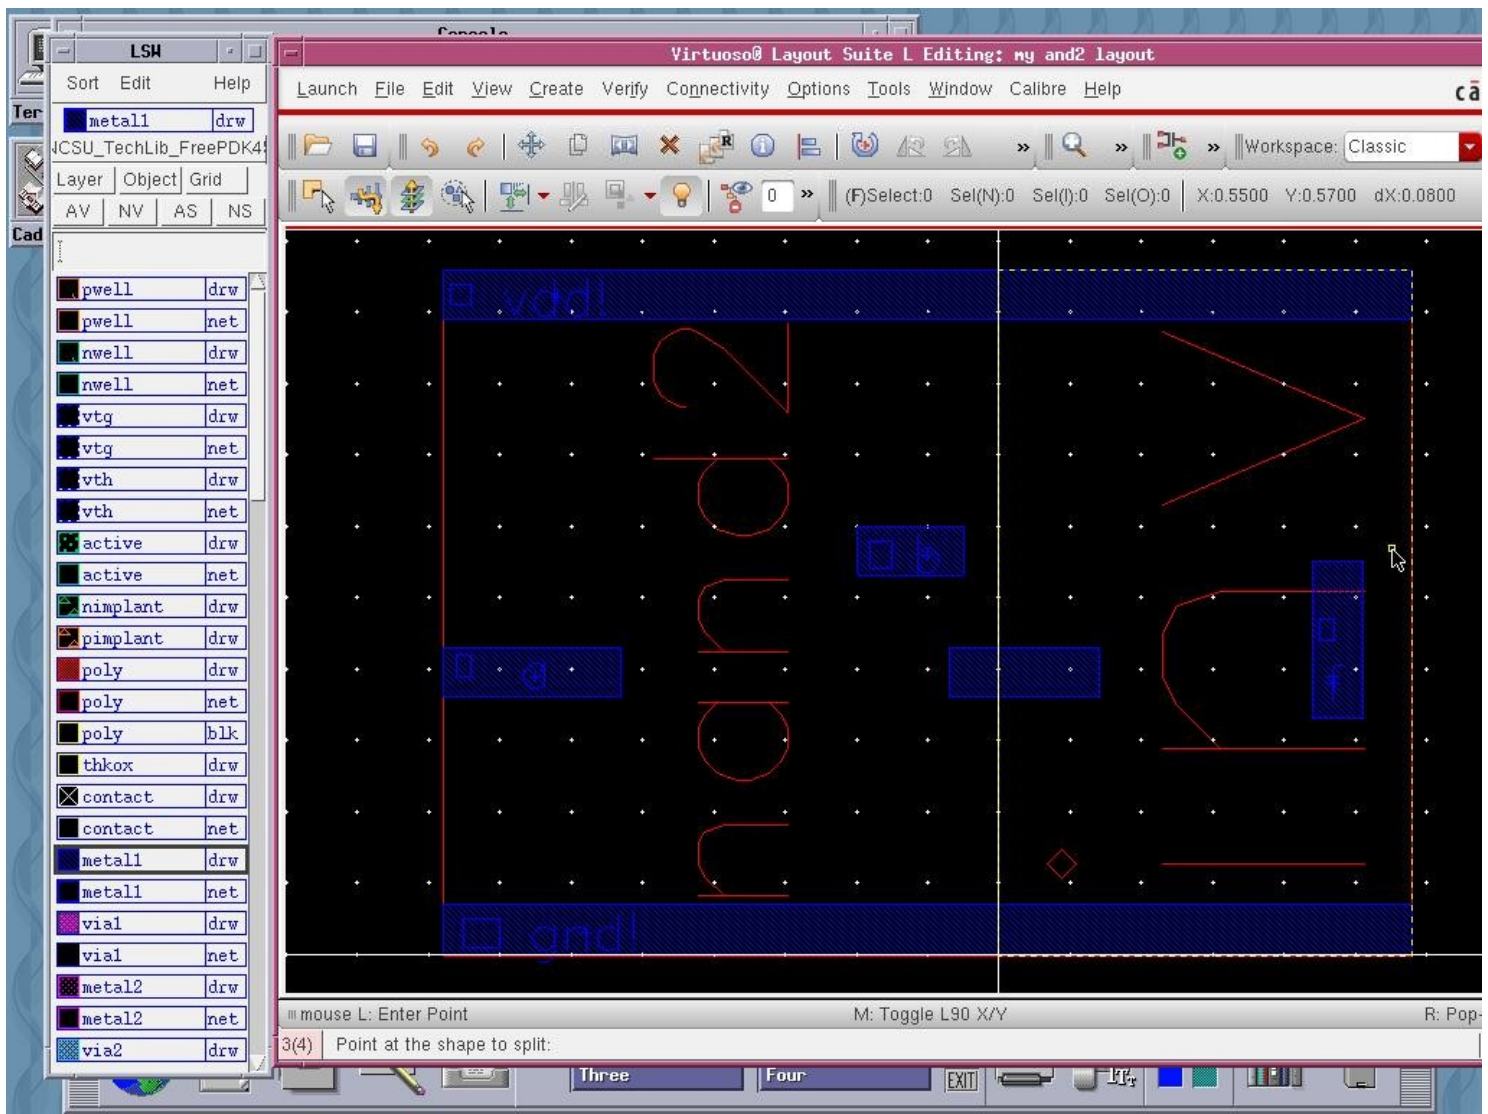 Console
LSW
Virtuoso® Layout Suite L Editing: my and2 layout
Sort Edit Help
Launch File Edit View Create Verify Connectivity Options Tools Window Calibre Help
cā
metal1 drw
Ter
NCSU_TechLib_FreePDK4
R
Workspace: Classic
Layer Object Grid
AV NV AS NS
0
(F)Select:0 Sel(N):0 Sel(I):0 Sel(O):0 X:0.5500 Y:0.5700 dX:0.0800
Cad
pwell drw
pwell net
nwell drw
nwell net
vtg drw
vtg net
vth drw
vth net
active drw
active net
nimplant drw
pimplant drw
poly drw
poly net
poly blk
thkox drw
contact drw
contact net
metal1 drw
metal1 net
via1 drw
via1 net
metal2 drw
metal2 net
via2 drw
vdd!
nand2
INV
b
a
f
gnd!
mouse L: Enter Point M: Toggle L90 X/Y R: Pop-
3(4) Point at the shape to split:
Three Four EXIT